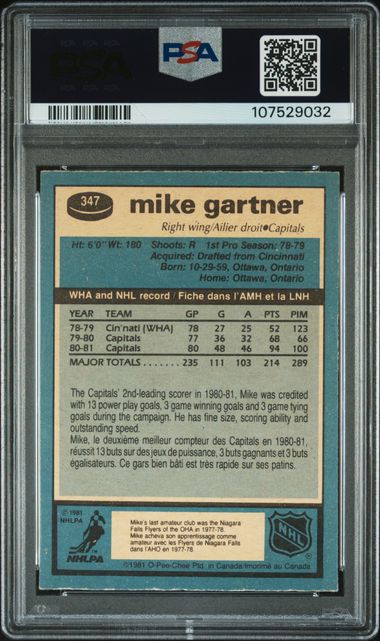 PSA
PSA
107529032
347
mike gartner
Right wing/Ailier droit•Capitals
Ht: 6'0" Wt: 180 Shoots: R 1st Pro Season: 78-79
Acquired: Drafted from Cincinnati
Born: 10-29-59, Ottawa, Ontario
Home: Ottawa, Ontario
WHA and NHL record / Fiche dans l'AMH et la LNH
YEAR TEAM GP G A PTS PIM
78-79 Cin'nati (WHA) 78 27 25 52 123
79-80 Capitals 77 36 32 68 66
80-81 Capitals 80 48 46 94 100
MAJOR TOTALS ....... 235 111 103 214 289
The Capitals' 2nd-leading scorer in 1980-81, Mike was credited
with 13 power play goals, 3 game winning goals and 3 game tying
goals during the campaign. He has fine size, scoring ability and
outstanding speed.
Mike, le deuxième meilleur compteur des Capitals en 1980-81,
réussit 13 buts sur des jeux de puissance, 3 buts gagnants et 3 buts
égalisateurs. Ce gars bien bâti est très rapide sur ses patins.
© 1981
NHLPA
NHLPA
Mike's last amateur club was the Niagara
Falls Flyers of the OHA in 1977-78.
Mike acheva son apprentissage comme
amateur avec les Flyers de Niagara Falls
dans l'AHO en 1977-78.
NHL
©1981 O-Pee-Chee Ptd. in Canada/Imprimé au Canada